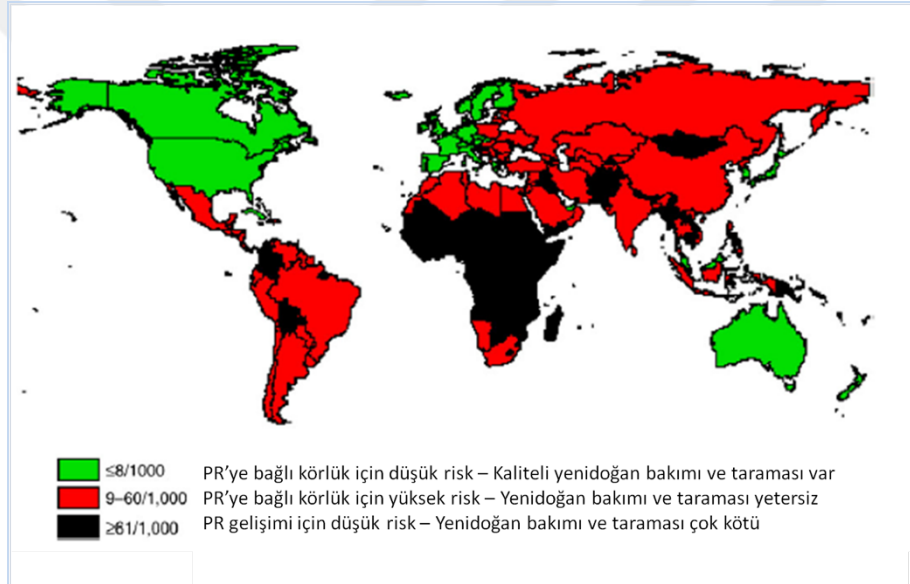 ≤8/1000 PR'ye bağlı körlük için düşük risk – Kaliteli yenidoğan bakımı ve taraması var
9–60/1,000 PR'ye bağlı körlük için yüksek risk – Yenidoğan bakımı ve taraması yetersiz
≥61/1,000 PR gelişimi için düşük risk – Yenidoğan bakımı ve taraması çok kötü